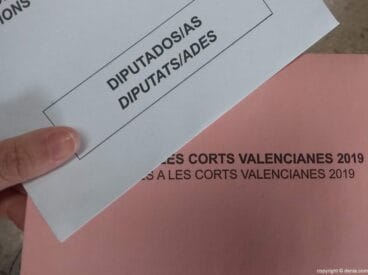 IONS
DIPUTADOS/AS
DIPUTATS/ADES
LES CORTS VALENCIANES 2019
A LES CORTS VALENCIANES 2019
copyright © denia.com